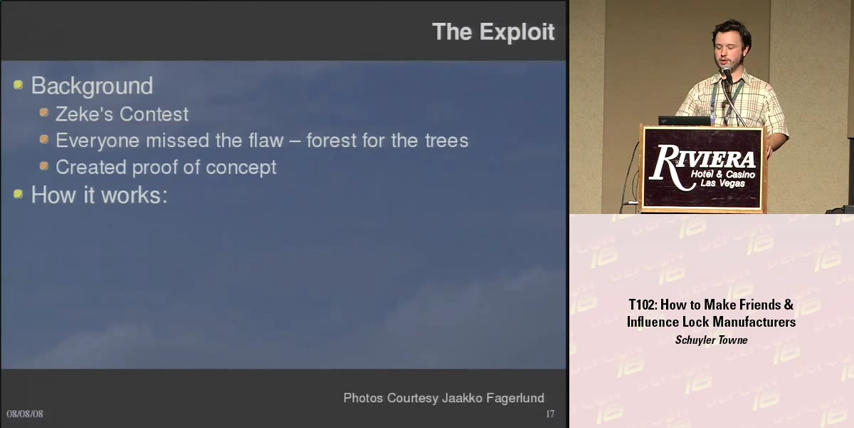 The Exploit
Background
Zeke's Contest
Everyone missed the flaw – forest for the trees
Created proof of concept
How it works:
Photos Courtesy Jaakko Fagerlund
08/08/08
17
RIVIERA
Hotel & Casino
Las Vegas
T102: How to Make Friends &
Influence Lock Manufacturers
Schuyler Towne